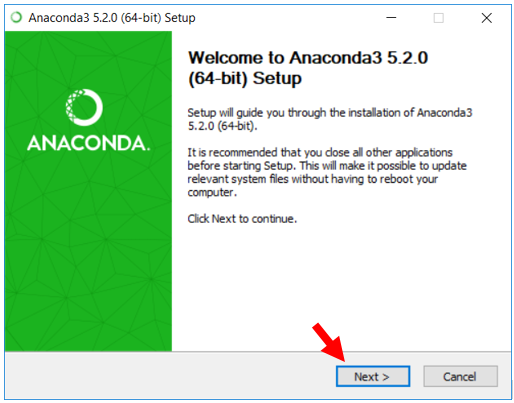 Anaconda3 5.2.0 (64-bit) Setup
ANACONDA.
Welcome to Anaconda3 5.2.0
(64-bit) Setup
Setup will guide you through the installation of Anaconda3
5.2.0 (64-bit).
It is recommended that you close all other applications
before starting Setup. This will make it possible to update
relevant system files without having to reboot your
computer.
Click Next to continue.
Next >
Cancel